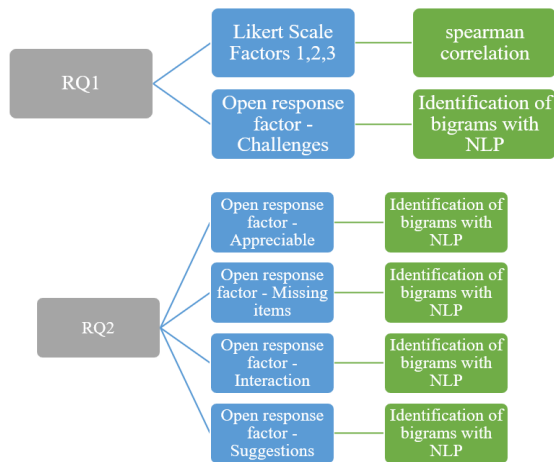 RQ1
Likert Scale
Factors 1,2,3
spearman
correlation
Open response
factor -
Challenges
Identification of
bigrams with
NLP
RQ2
Open response
factor -
Appreciable
Identification of
bigrams with
NLP
Open response
factor - Missing
items
Identification of
bigrams with
NLP
Open response
factor -
Interaction
Identification of
bigrams with
NLP
Open response
factor -
Suggestions
Identification of
bigrams with
NLP